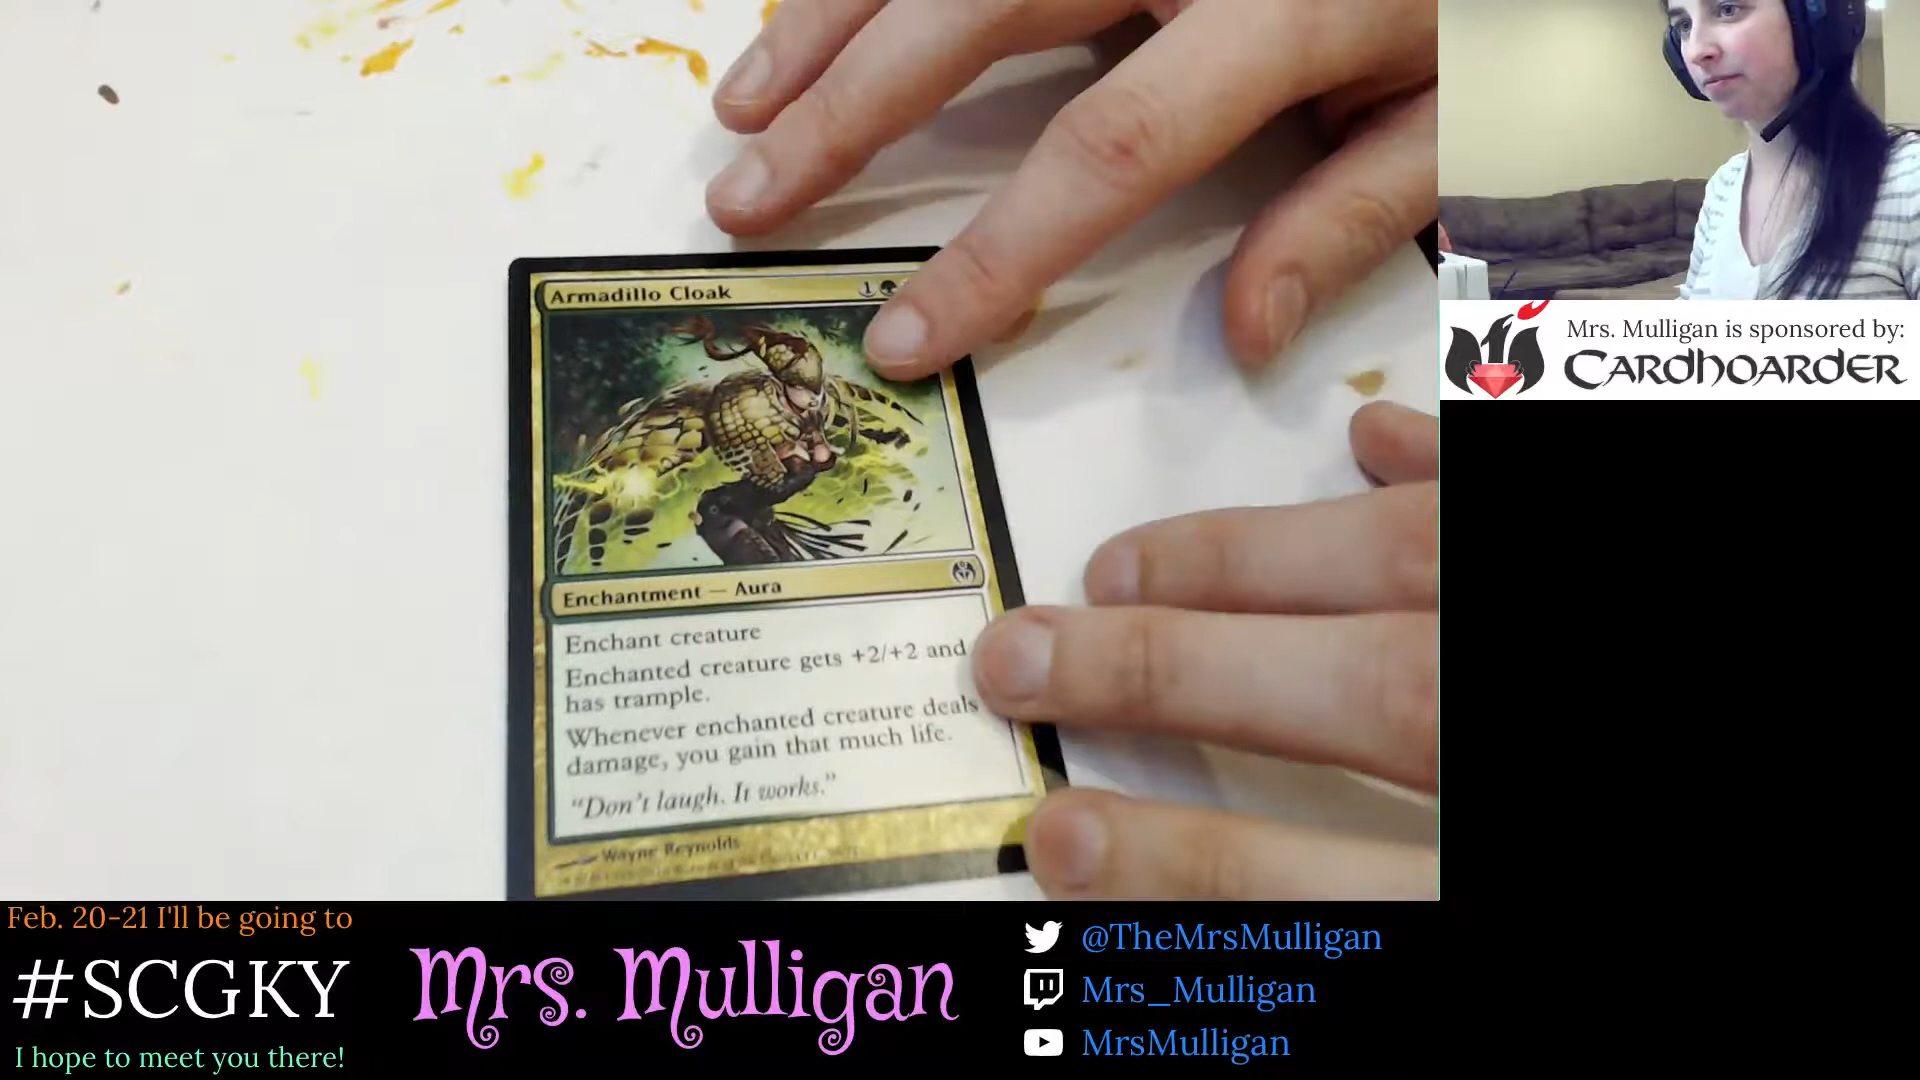 Armadillo Cloak
1
Enchantment — Aura
Enchant creature
Enchanted creature gets +2/+2 and
has trample.
Whenever enchanted creature deals
damage, you gain that much life.
"Don't laugh. It works."
Wayne Reynolds
Mrs. Mulligan is sponsored by:
CARDHOARDER
Feb. 20-21 I'll be going to
#SCGKY
I hope to meet you there!
Mrs. Mulligan
@TheMrsMulligan
Mrs_Mulligan
MrsMulligan